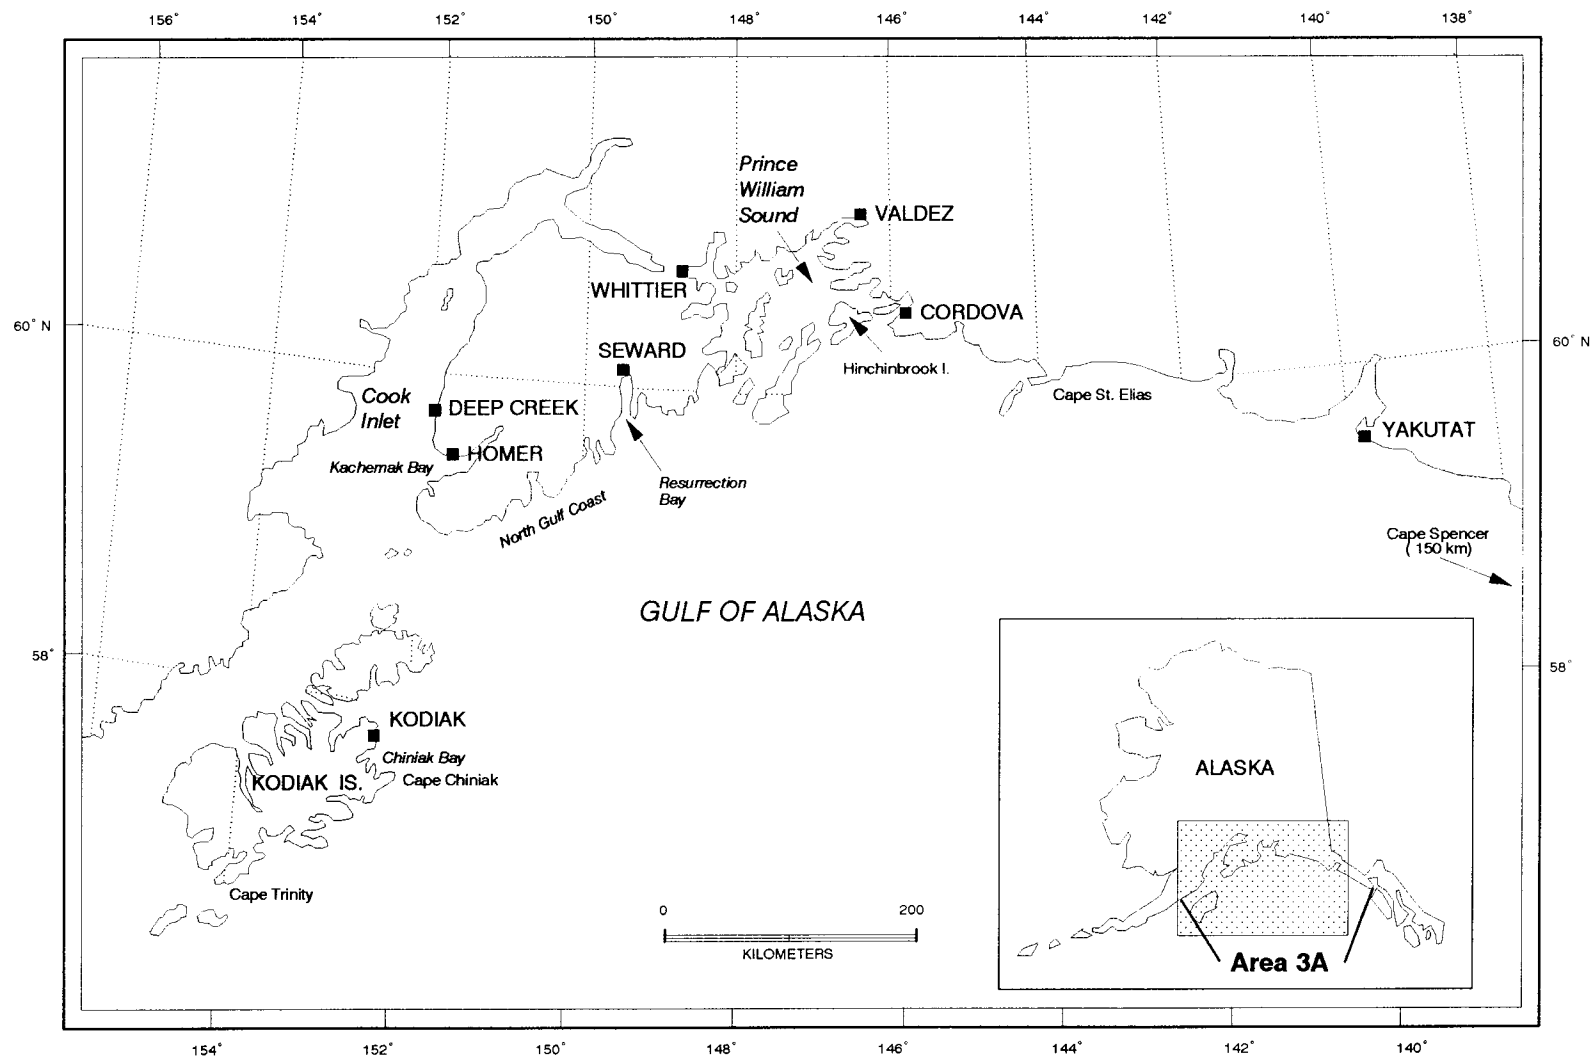 156° 154° 152° 150° 148° 146° 144° 142° 140° 138°
Prince
William
Sound
VALDEZ
WHITTIER
CORDOVA
60° N
60° N
SEWARD
Hinchinbrook I.
Cape St. Elias
Cook
Inlet
DEEP CREEK
YAKUTAT
HOMER
Kachemak Bay
Resurrection
Bay
North Gulf Coast
Cape Spencer
( 150 km)
GULF OF ALASKA
58°
58°
KODIAK
Chiniak Bay
Cape Chiniak
KODIAK IS.
ALASKA
Cape Trinity
0 200
KILOMETERS
Area 3A
154° 152° 150° 148° 146° 144° 142° 140°